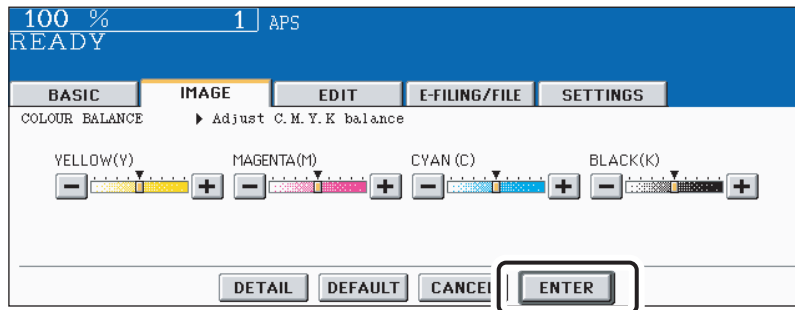 100 % 1 APS
READY
BASIC IMAGE EDIT E-FILING/FILE SETTINGS
COLOUR BALANCE ▶ Adjust C.M.Y.K balance
YELLOW(Y) MAGENTA(M) CYAN (C) BLACK(K)
− + − + − + − +
DETAIL DEFAULT CANCEL ENTER